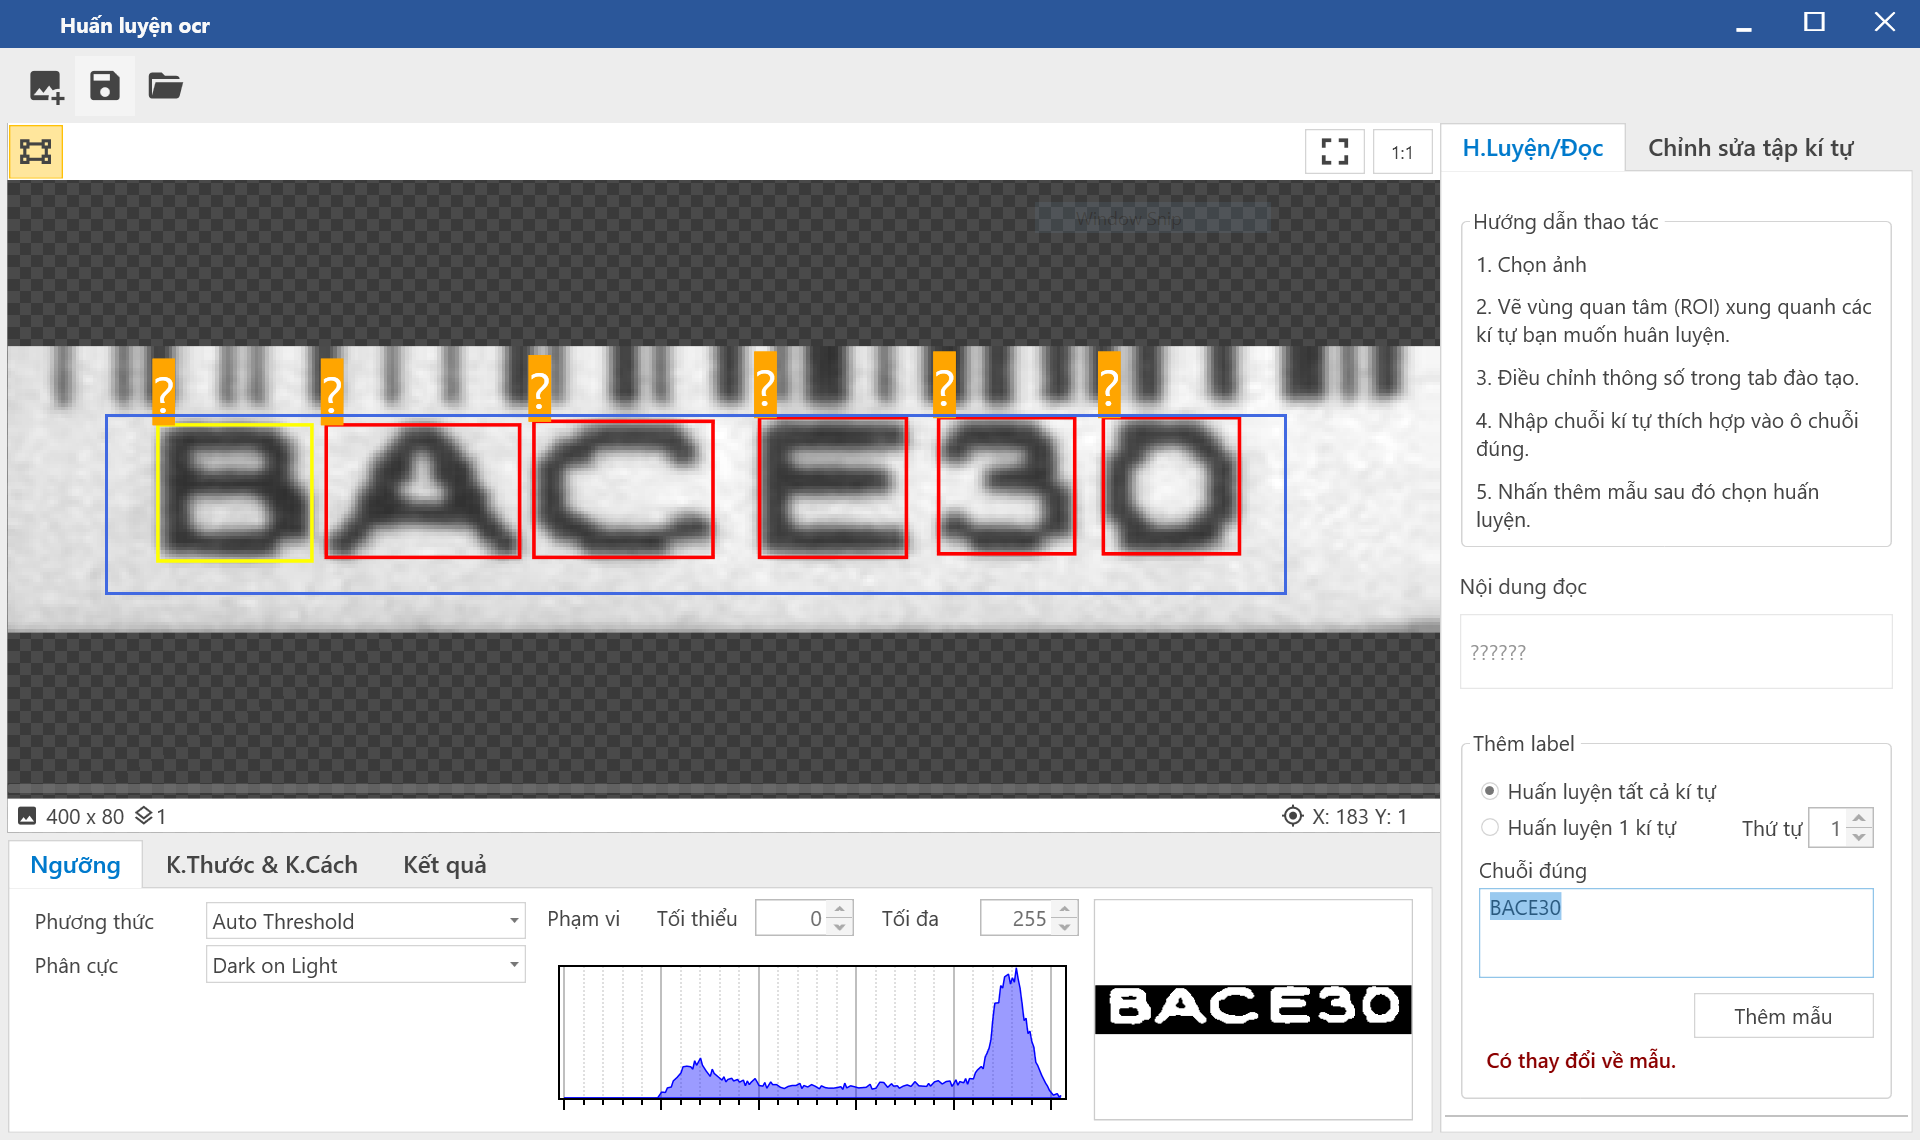 Huấn luyện ocr
1:1
H.Luyện/Đọc
Chỉnh sửa tập kí tự
Window Snip
? ? ? ? ? ?
BACE30
Hướng dẫn thao tác
1. Chọn ảnh
2. Vẽ vùng quan tâm (ROI) xung quanh các
kí tự bạn muốn huân luyện.
3. Điều chỉnh thông số trong tab đào tạo.
4. Nhập chuỗi kí tự thích hợp vào ô chuỗi
đúng.
5. Nhấn thêm mẫu sau đó chọn huấn
luyện.
Nội dung đọc
??????
Thêm label
Huấn luyện tất cả kí tự
Huấn luyện 1 kí tự
Thứ tự 1
Chuỗi đúng
BACE30
Thêm mẫu
Có thay đổi về mẫu.
400 x 80 1
X: 183 Y: 1
Ngưỡng
K.Thước & K.Cách
Kết quả
Phương thức Auto Threshold
Phân cực Dark on Light
Phạm vi Tối thiểu 0 Tối đa 255
BACE30